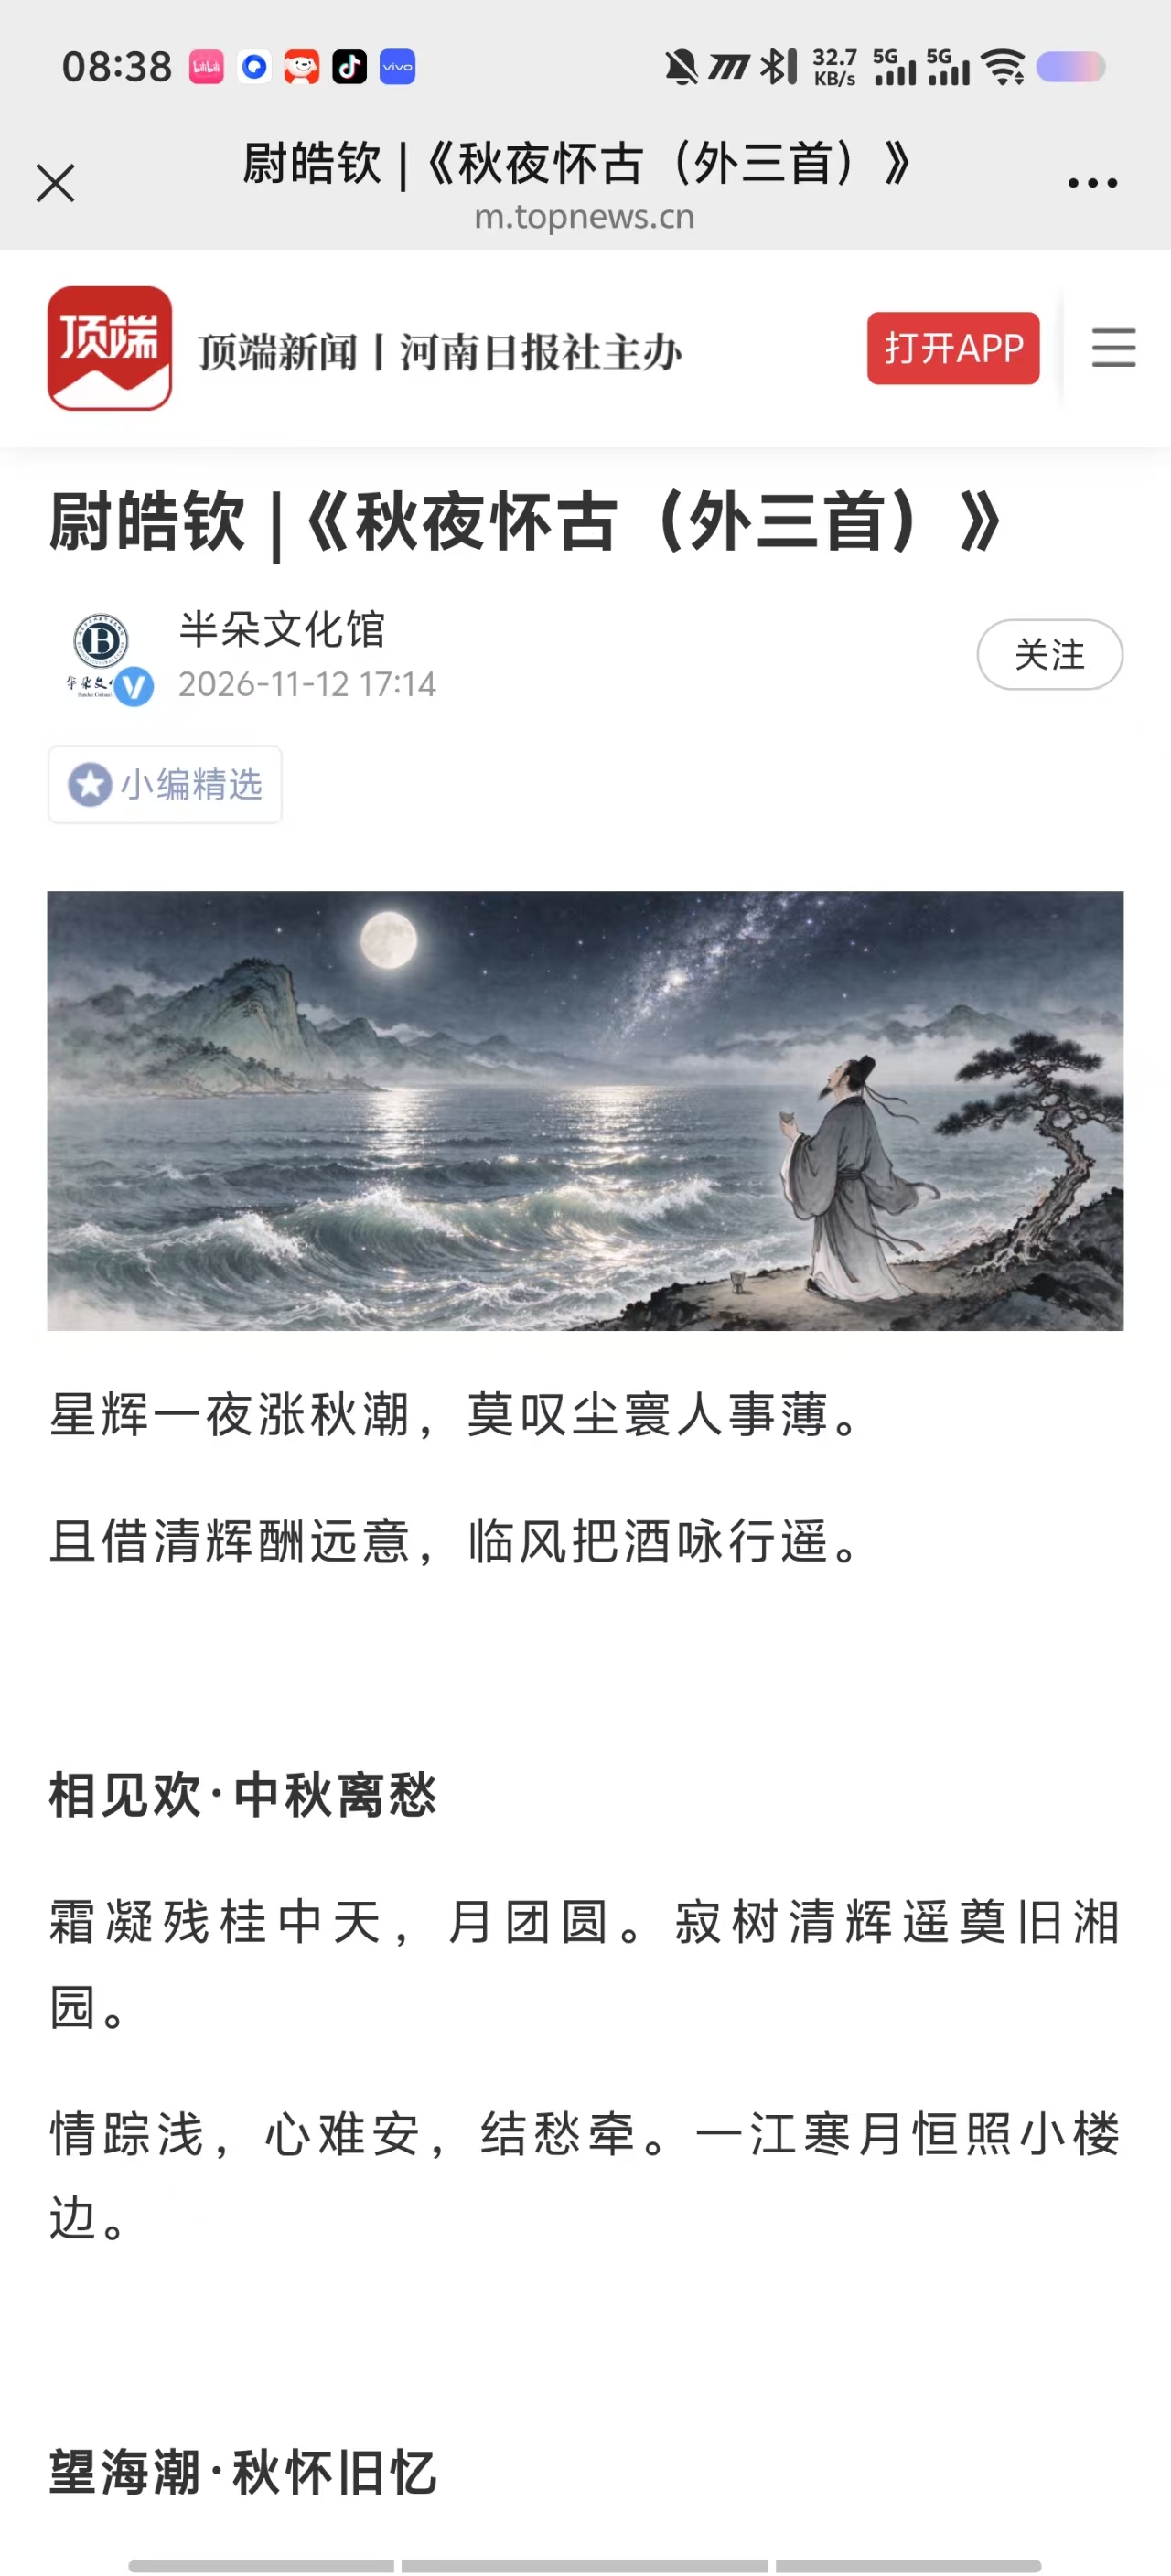 08:38
bilibili
vivo
32.7
KB/s
5G
5G
尉皓钦 |《秋夜怀古（外三首）》
m.topnews.cn
顶端
顶端新闻丨河南日报社主办
打开APP
尉皓钦 |《秋夜怀古（外三首）》
半朵文化馆
2026-11-12 17:14
关注
小编精选
星辉一夜涨秋潮，莫叹尘寰人事薄。
且借清辉酬远意，临风把酒咏行遥。
相见欢·中秋离愁
霜凝残桂中天，月团圆。寂树清辉遥奠旧湘
园。
情踪浅，心难安，结愁牵。一江寒月恒照小楼
边。
望海潮·秋怀旧忆